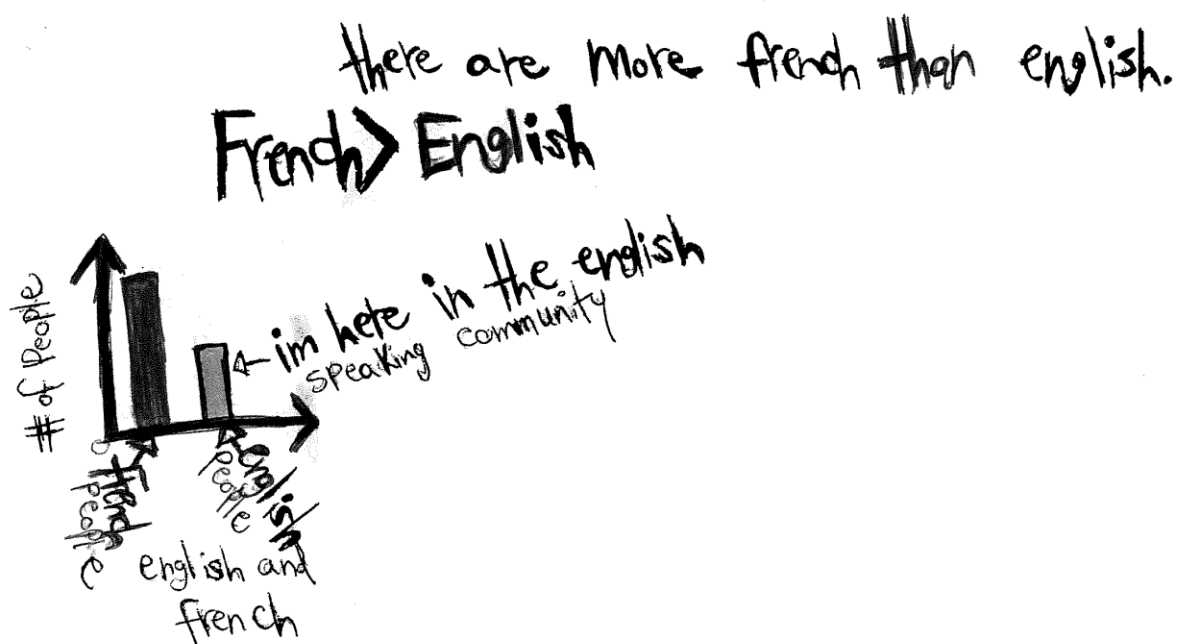 there are more french than english.
French > English
im here in the english
speaking community
# of People
0
french
people
english
people
english and
french